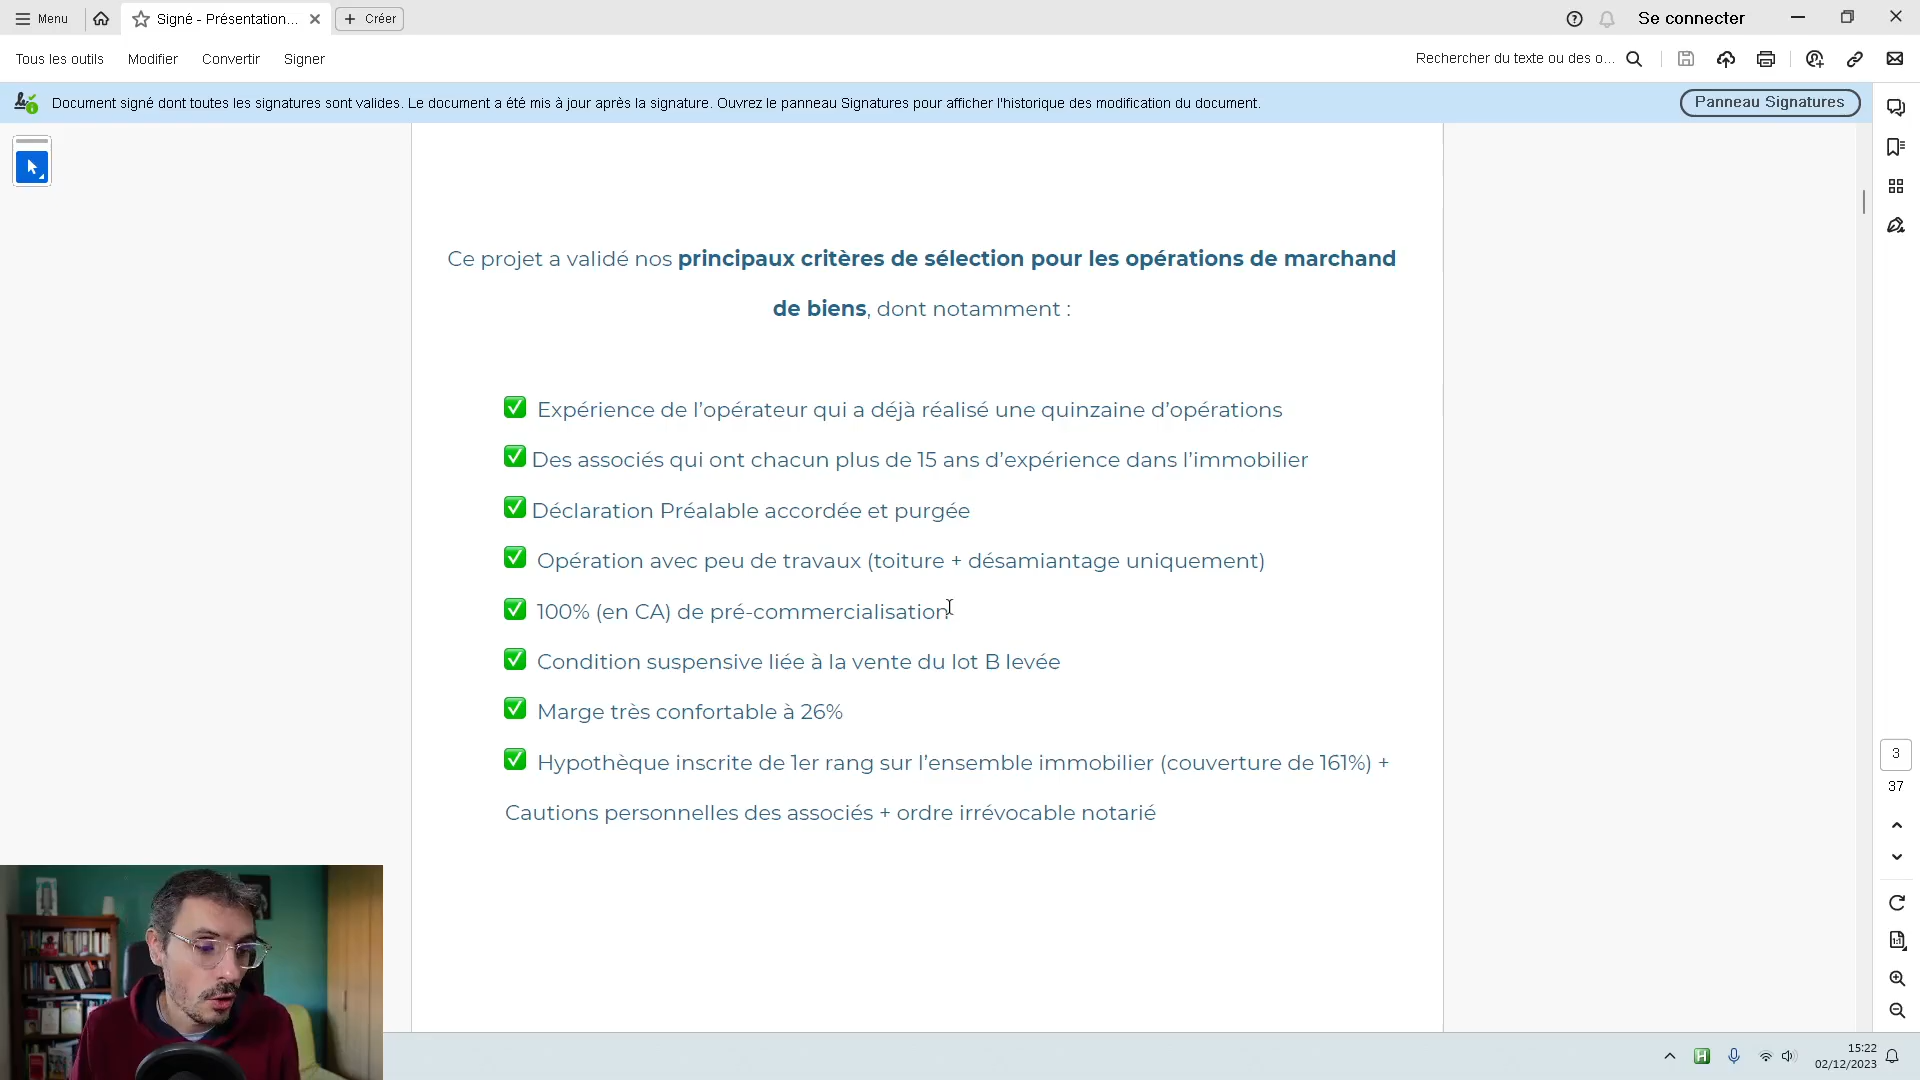 Menu
Signé - Présentation...
Créer
Se connecter
Tous les outils
Modifier
Convertir
Signer
Rechercher du texte ou des o...
Document signé dont toutes les signatures sont valides. Le document a été mis à jour après la signature. Ouvrez le panneau Signatures pour afficher l'historique des modification du document.
Panneau Signatures
Ce projet a validé nos principaux critères de sélection pour les opérations de marchand
de biens, dont notamment :
Expérience de l'opérateur qui a déjà réalisé une quinzaine d'opérations
Des associés qui ont chacun plus de 15 ans d'expérience dans l'immobilier
Déclaration Préalable accordée et purgée
Opération avec peu de travaux (toiture + désamiantage uniquement)
100% (en CA) de pré-commercialisation
Condition suspensive liée à la vente du lot B levée
Marge très confortable à 26%
Hypothèque inscrite de 1er rang sur l'ensemble immobilier (couverture de 161%) +
Cautions personnelles des associés + ordre irrévocable notarié
3
37
15:22
02/12/2023